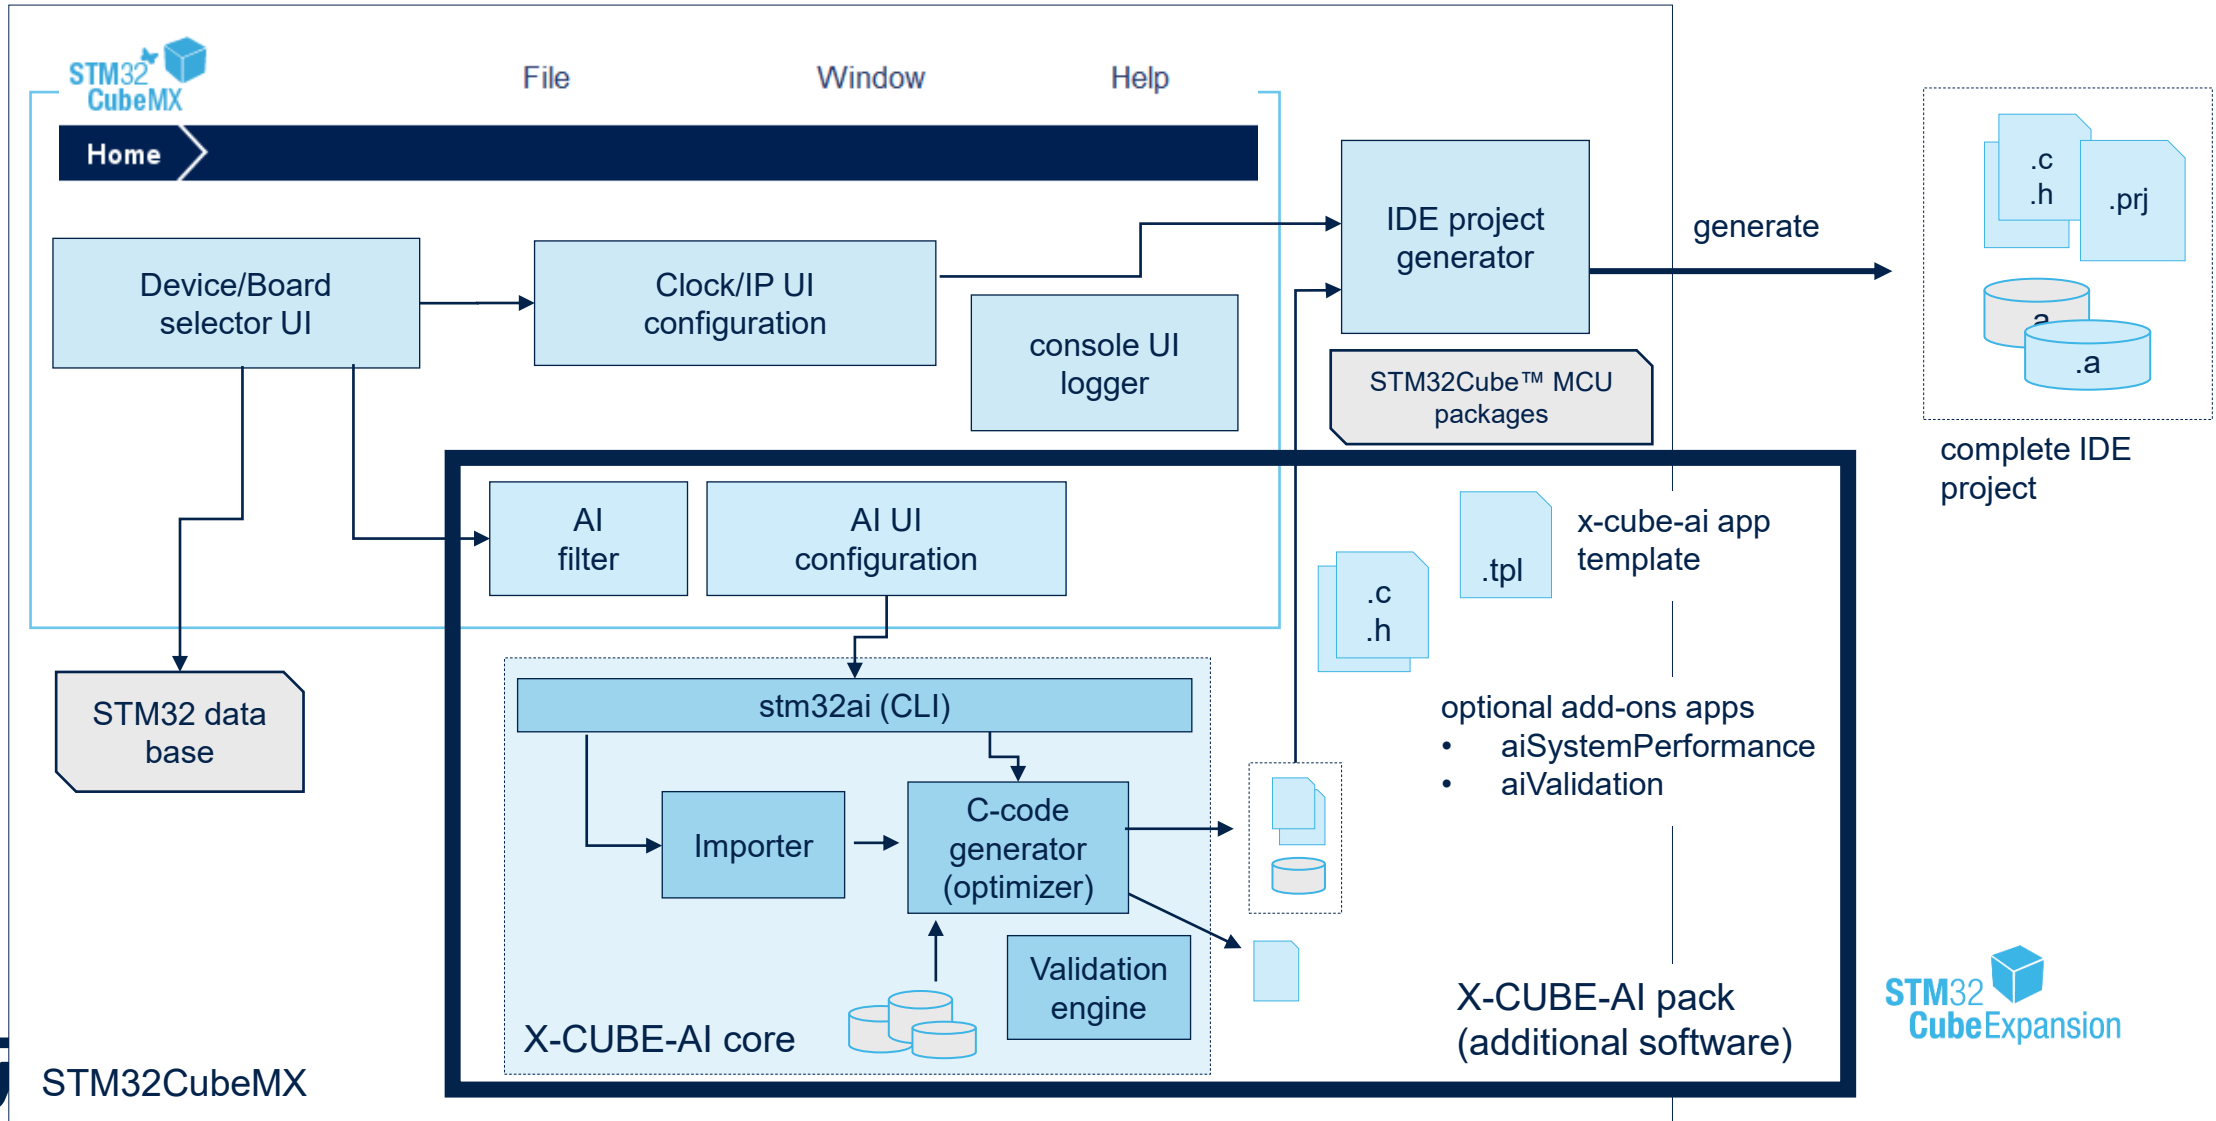 STM32
CubeMX
File
Window
Help
Home
Device/Board
selector UI
Clock/IP UI
configuration
console UI
logger
IDE project
generator
generate
.c
.h
.prj
.a
.a
complete IDE
project
STM32Cube™ MCU
packages
AI
filter
AI UI
configuration
.tpl
x-cube-ai app
template
.c
.h
STM32 data
base
stm32ai (CLI)
optional add-ons apps
• aiSystemPerformance
• aiValidation
Importer
C-code
generator
(optimizer)
Validation
engine
X-CUBE-AI core
X-CUBE-AI pack
(additional software)
STM32
CubeExpansion
STM32CubeMX